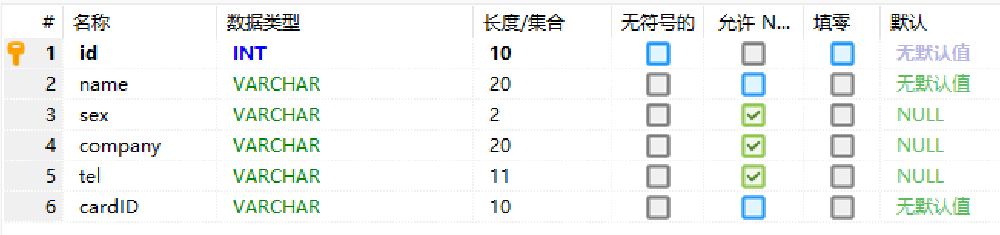 # 名称 数据类型 长度/集合 无符号的 允许 N... 填零 默认
1 id INT 10 无默认值
2 name VARCHAR 20 无默认值
3 sex VARCHAR 2 NULL
4 company VARCHAR 20 NULL
5 tel VARCHAR 11 NULL
6 cardID VARCHAR 10 无默认值